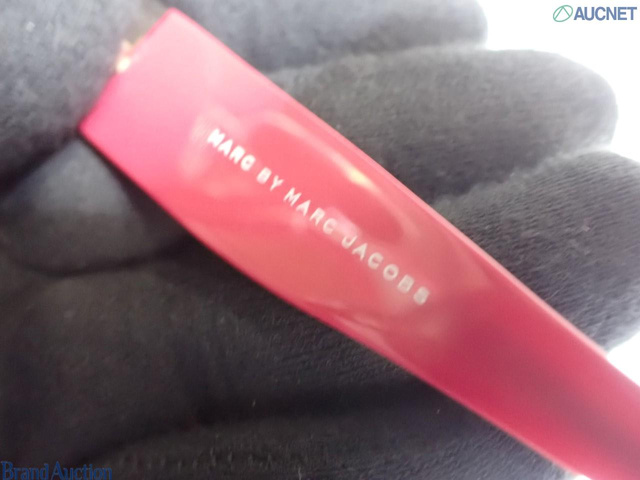 AUCNET
MARC BY MARC JACOBS
Brand Auction